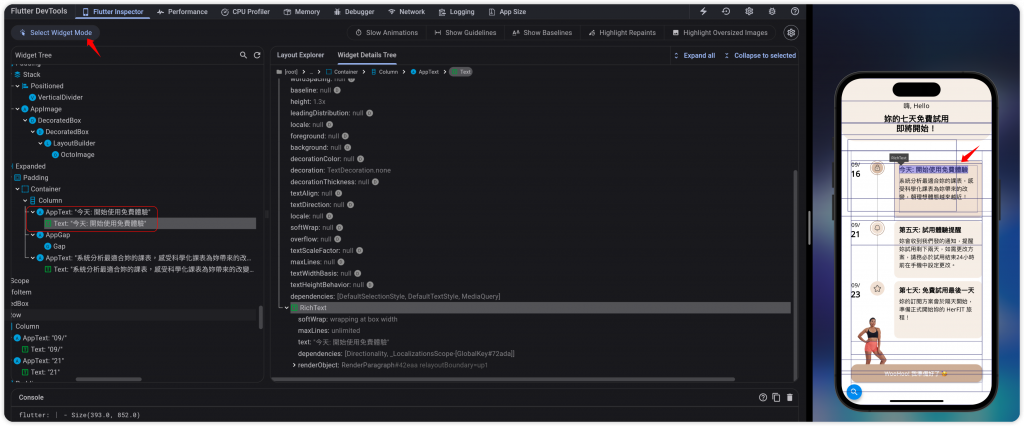 Flutter DevTools
Flutter Inspector
Performance
CPU Profiler
Memory
Debugger
Network
Logging
App Size
Select Widget Mode
Slow Animations
Show Guidelines
Show Baselines
Highlight Repaints
Highlight Oversized Images
Widget Tree
Stack
Positioned
VerticalDivider
AppImage
DecoratedBox
DecoratedBox
LayoutBuilder
OctoImage
Expanded
Padding
Container
Column
AppText: "今天: 開始使用免費體驗"
Text: "今天: 開始使用免費體驗"
AppGap
Gap
AppText: "系統分析最適合妳的課表，感受科學化課表為妳帶來的改...
Text: "系統分析最適合妳的課表，感受科學化課表為妳帶來的改變...
Scope
foItem
edBox
ow
Column
AppText: "09/"
Text: "09/"
AppText: "21"
Text: "21"
Layout Explorer
Widget Details Tree
Expand all
Collapse to selected
[root] > ... > Container > Column > AppText > Text
wordSpacing: null
baseline: null
height: 1.3x
leadingDistribution: null
locale: null
foreground: null
background: null
decorationColor: null
decoration: TextDecoration.none
decorationThickness: null
textAlign: null
textDirection: null
locale: null
softWrap: null
overflow: null
textScaleFactor: null
maxLines: null
textWidthBasis: null
textHeightBehavior: null
dependencies: [DefaultSelectionStyle, DefaultTextStyle, MediaQuery]
RichText
softWrap: wrapping at box width
maxLines: unlimited
text: "今天: 開始使用免費體驗"
dependencies: [Directionality, _LocalizationsScope-[GlobalKey#72ada]]
renderObject: RenderParagraph#42eaa relayoutBoundary=up1
Console
flutter: | - Size(393.0, 852.0)
嗨, Hello
妳的七天免費試用
即將開始！
RichText
09/
16
今天: 開始使用免費體驗
系統分析最適合妳的課表，感
受科學化課表為妳帶來的改
變，朝理想體態越來越近！
09/
21
第五天: 試用體驗提醒
妳會收到我們發的通知，提醒
妳試用剩下兩天，如需更改方
案，請務必於試用結束24小時
前在手機中設定更改。
09/
23
第七天: 免費試用最後一天
妳的訂閱方案會於隔天開始，
準備正式開始妳的 HerFIT 旅
程！
WooHoo! 我準備好了